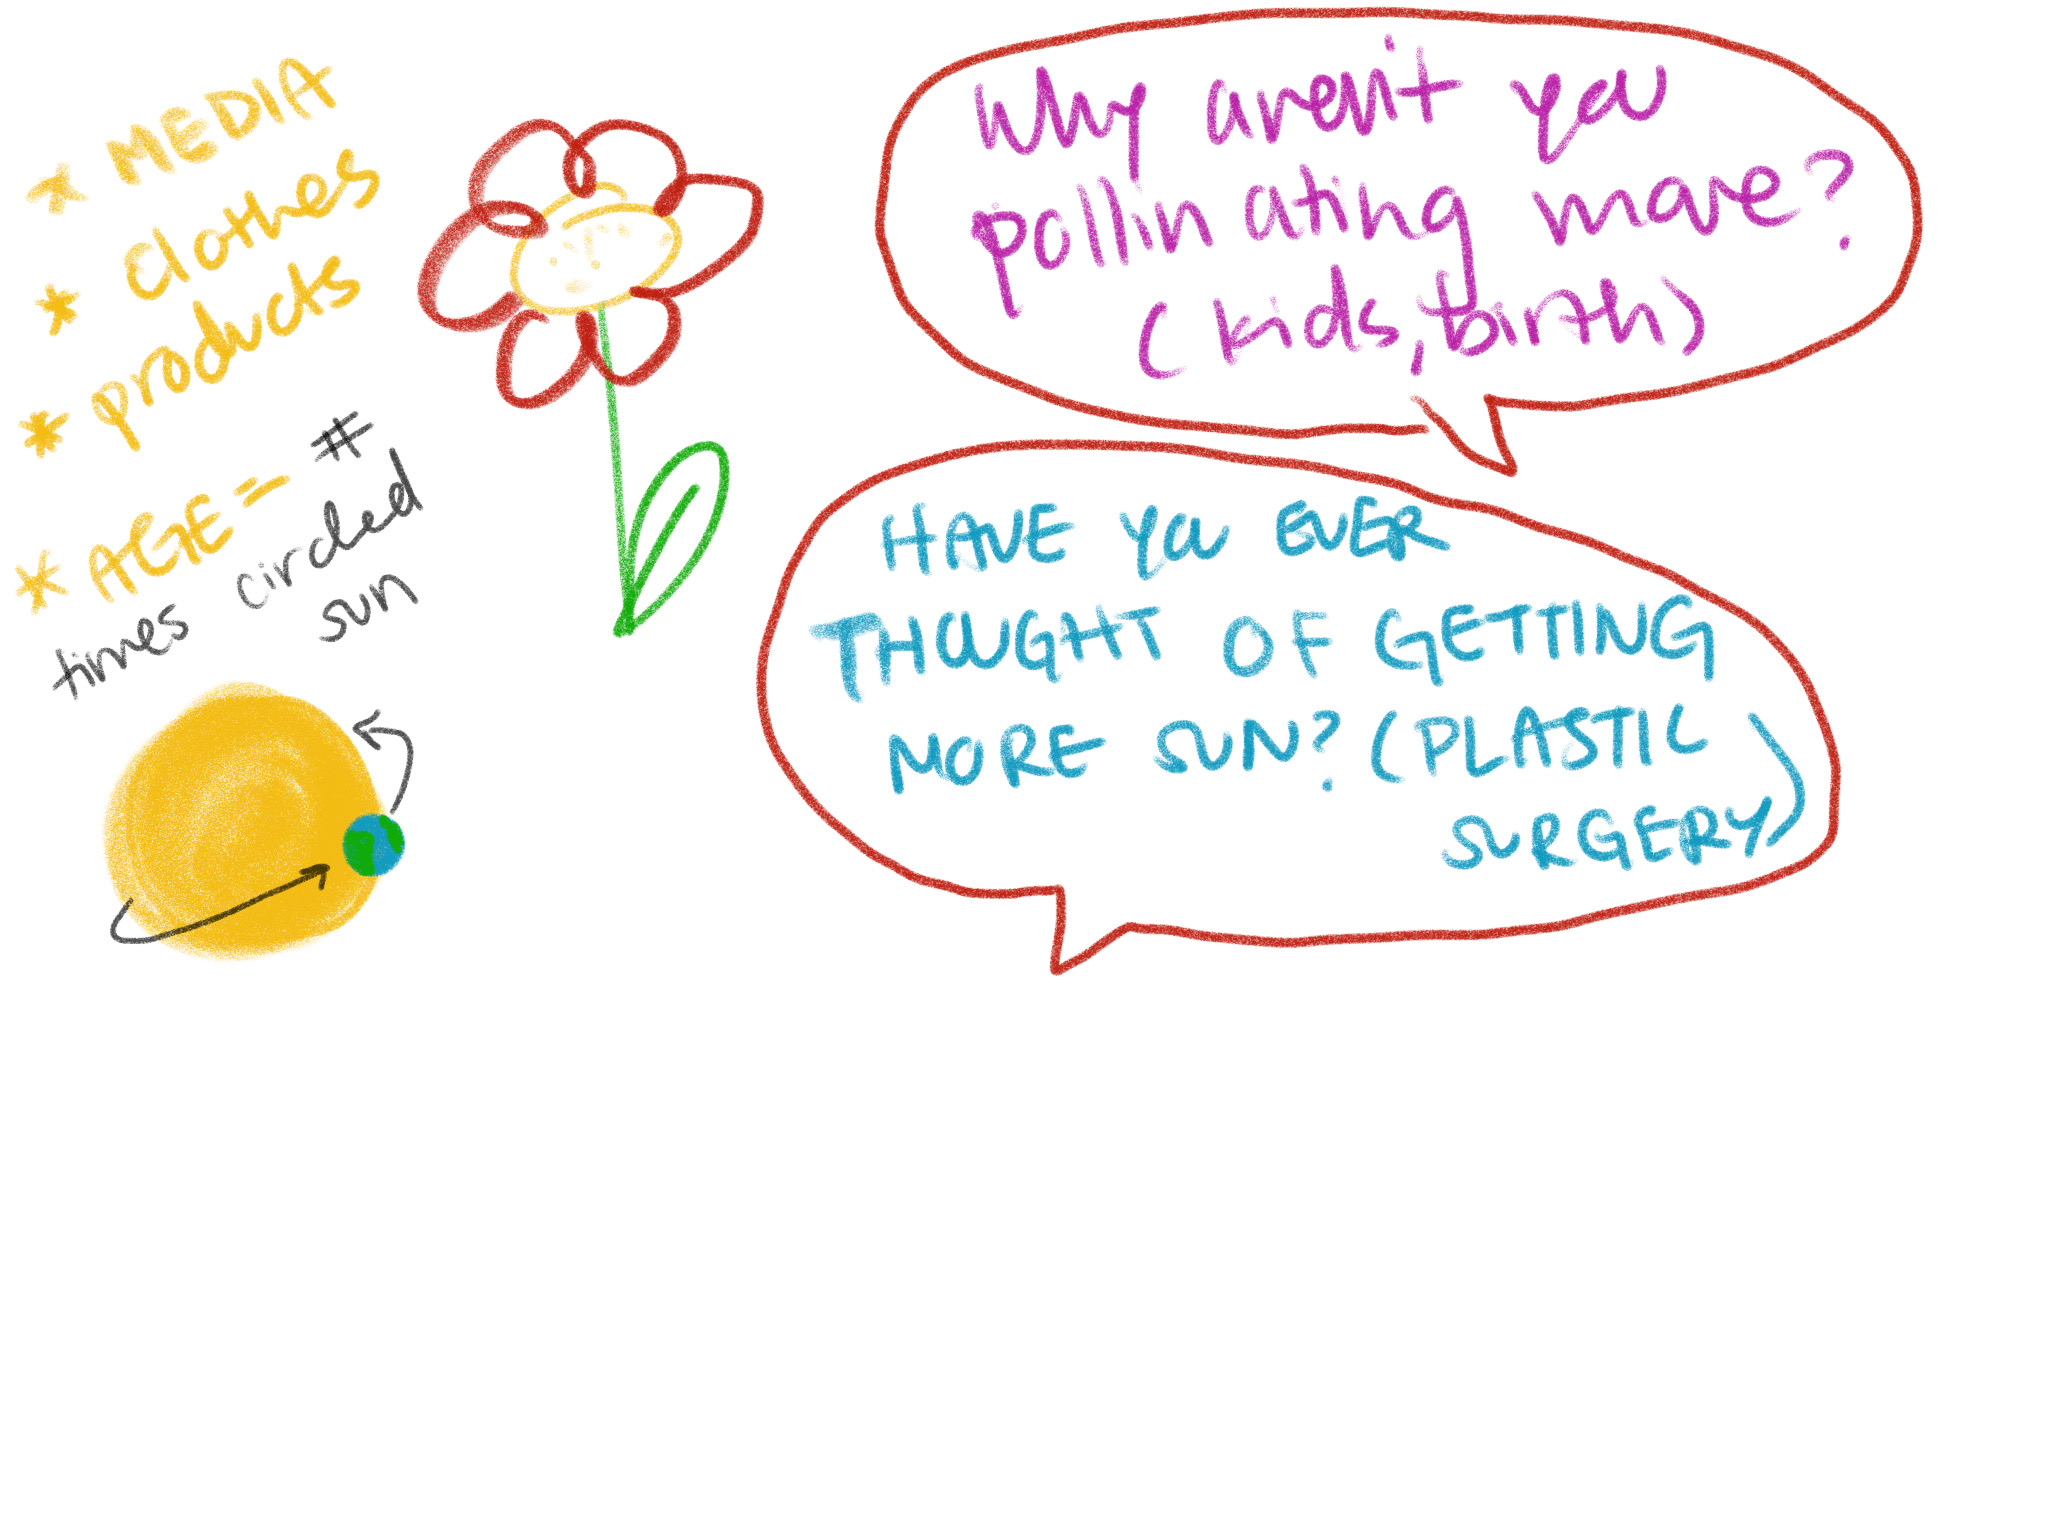 * MEDIA
* clothes
* products
* AGE = #
times circled
sun
Why aren't you
pollinating more?
(kids, birth)
HAVE YOU EVER
THOUGHT OF GETTING
MORE SUN? (PLASTIC
SURGERY)